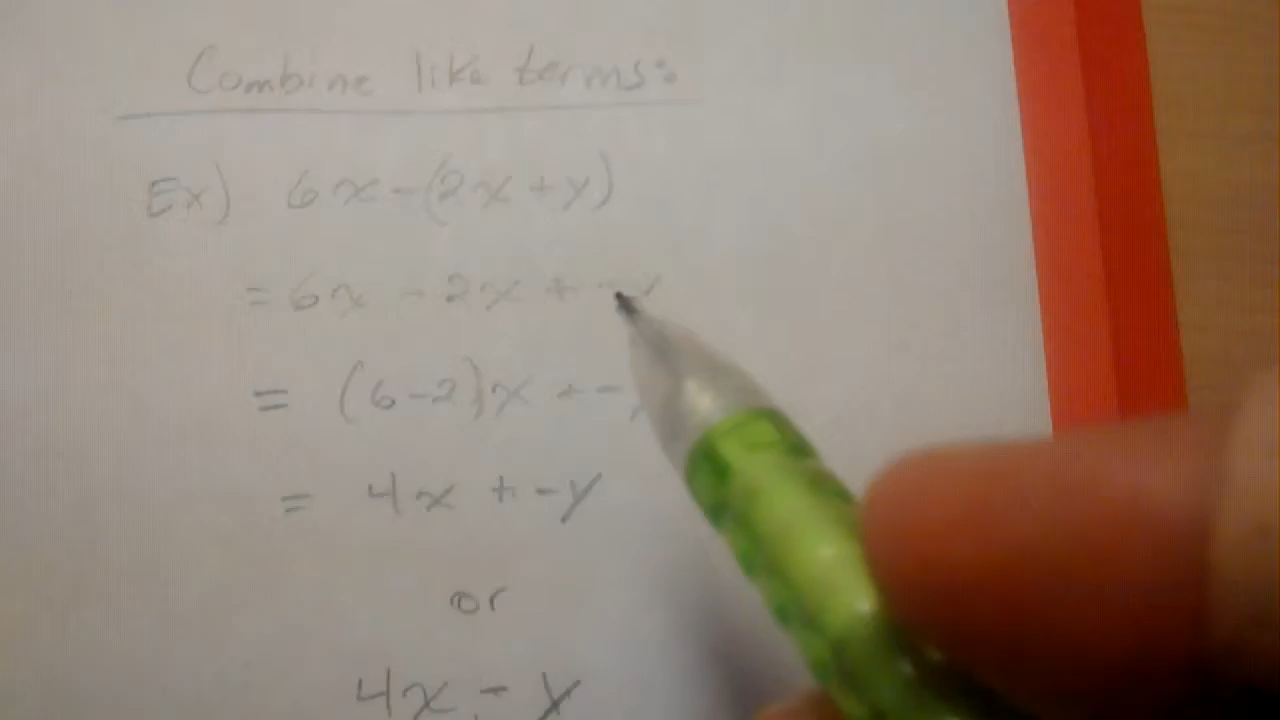 Combine like terms:
Ex) 6x-(2x+y)
= 6x - 2x + -y
= (6-2)x + -y
= 4x + -y
or
4x - y